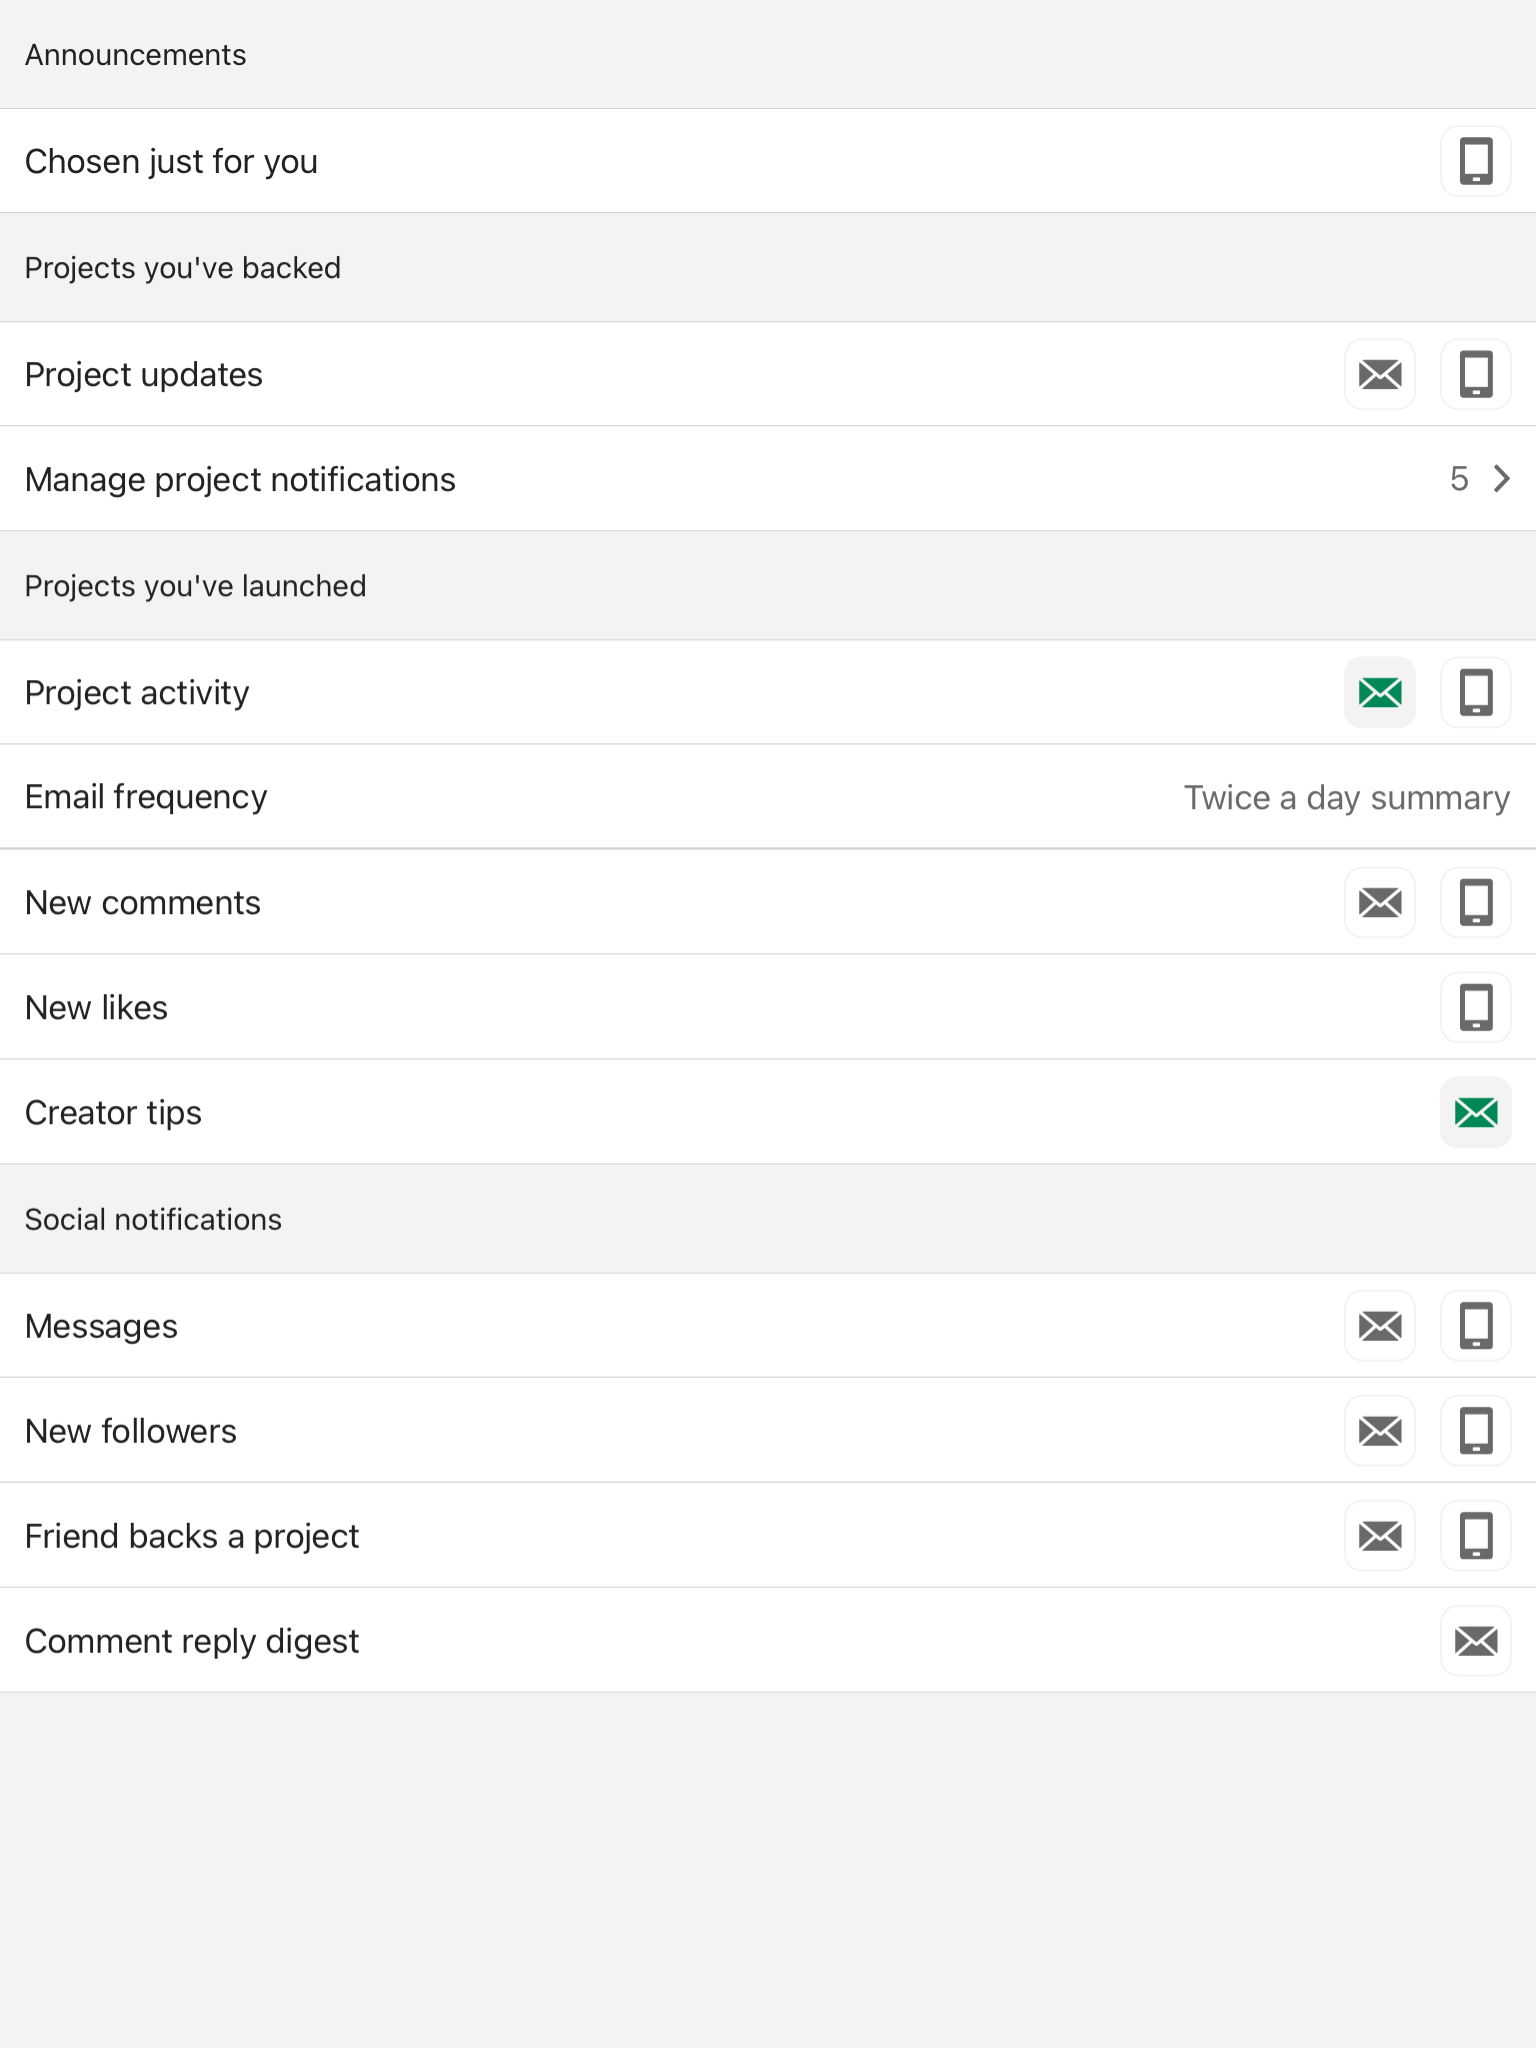 Announcements
Chosen just for you
Projects you've backed
Project updates
Manage project notifications 5
Projects you've launched
Project activity
Email frequency Twice a day summary
New comments
New likes
Creator tips
Social notifications
Messages
New followers
Friend backs a project
Comment reply digest